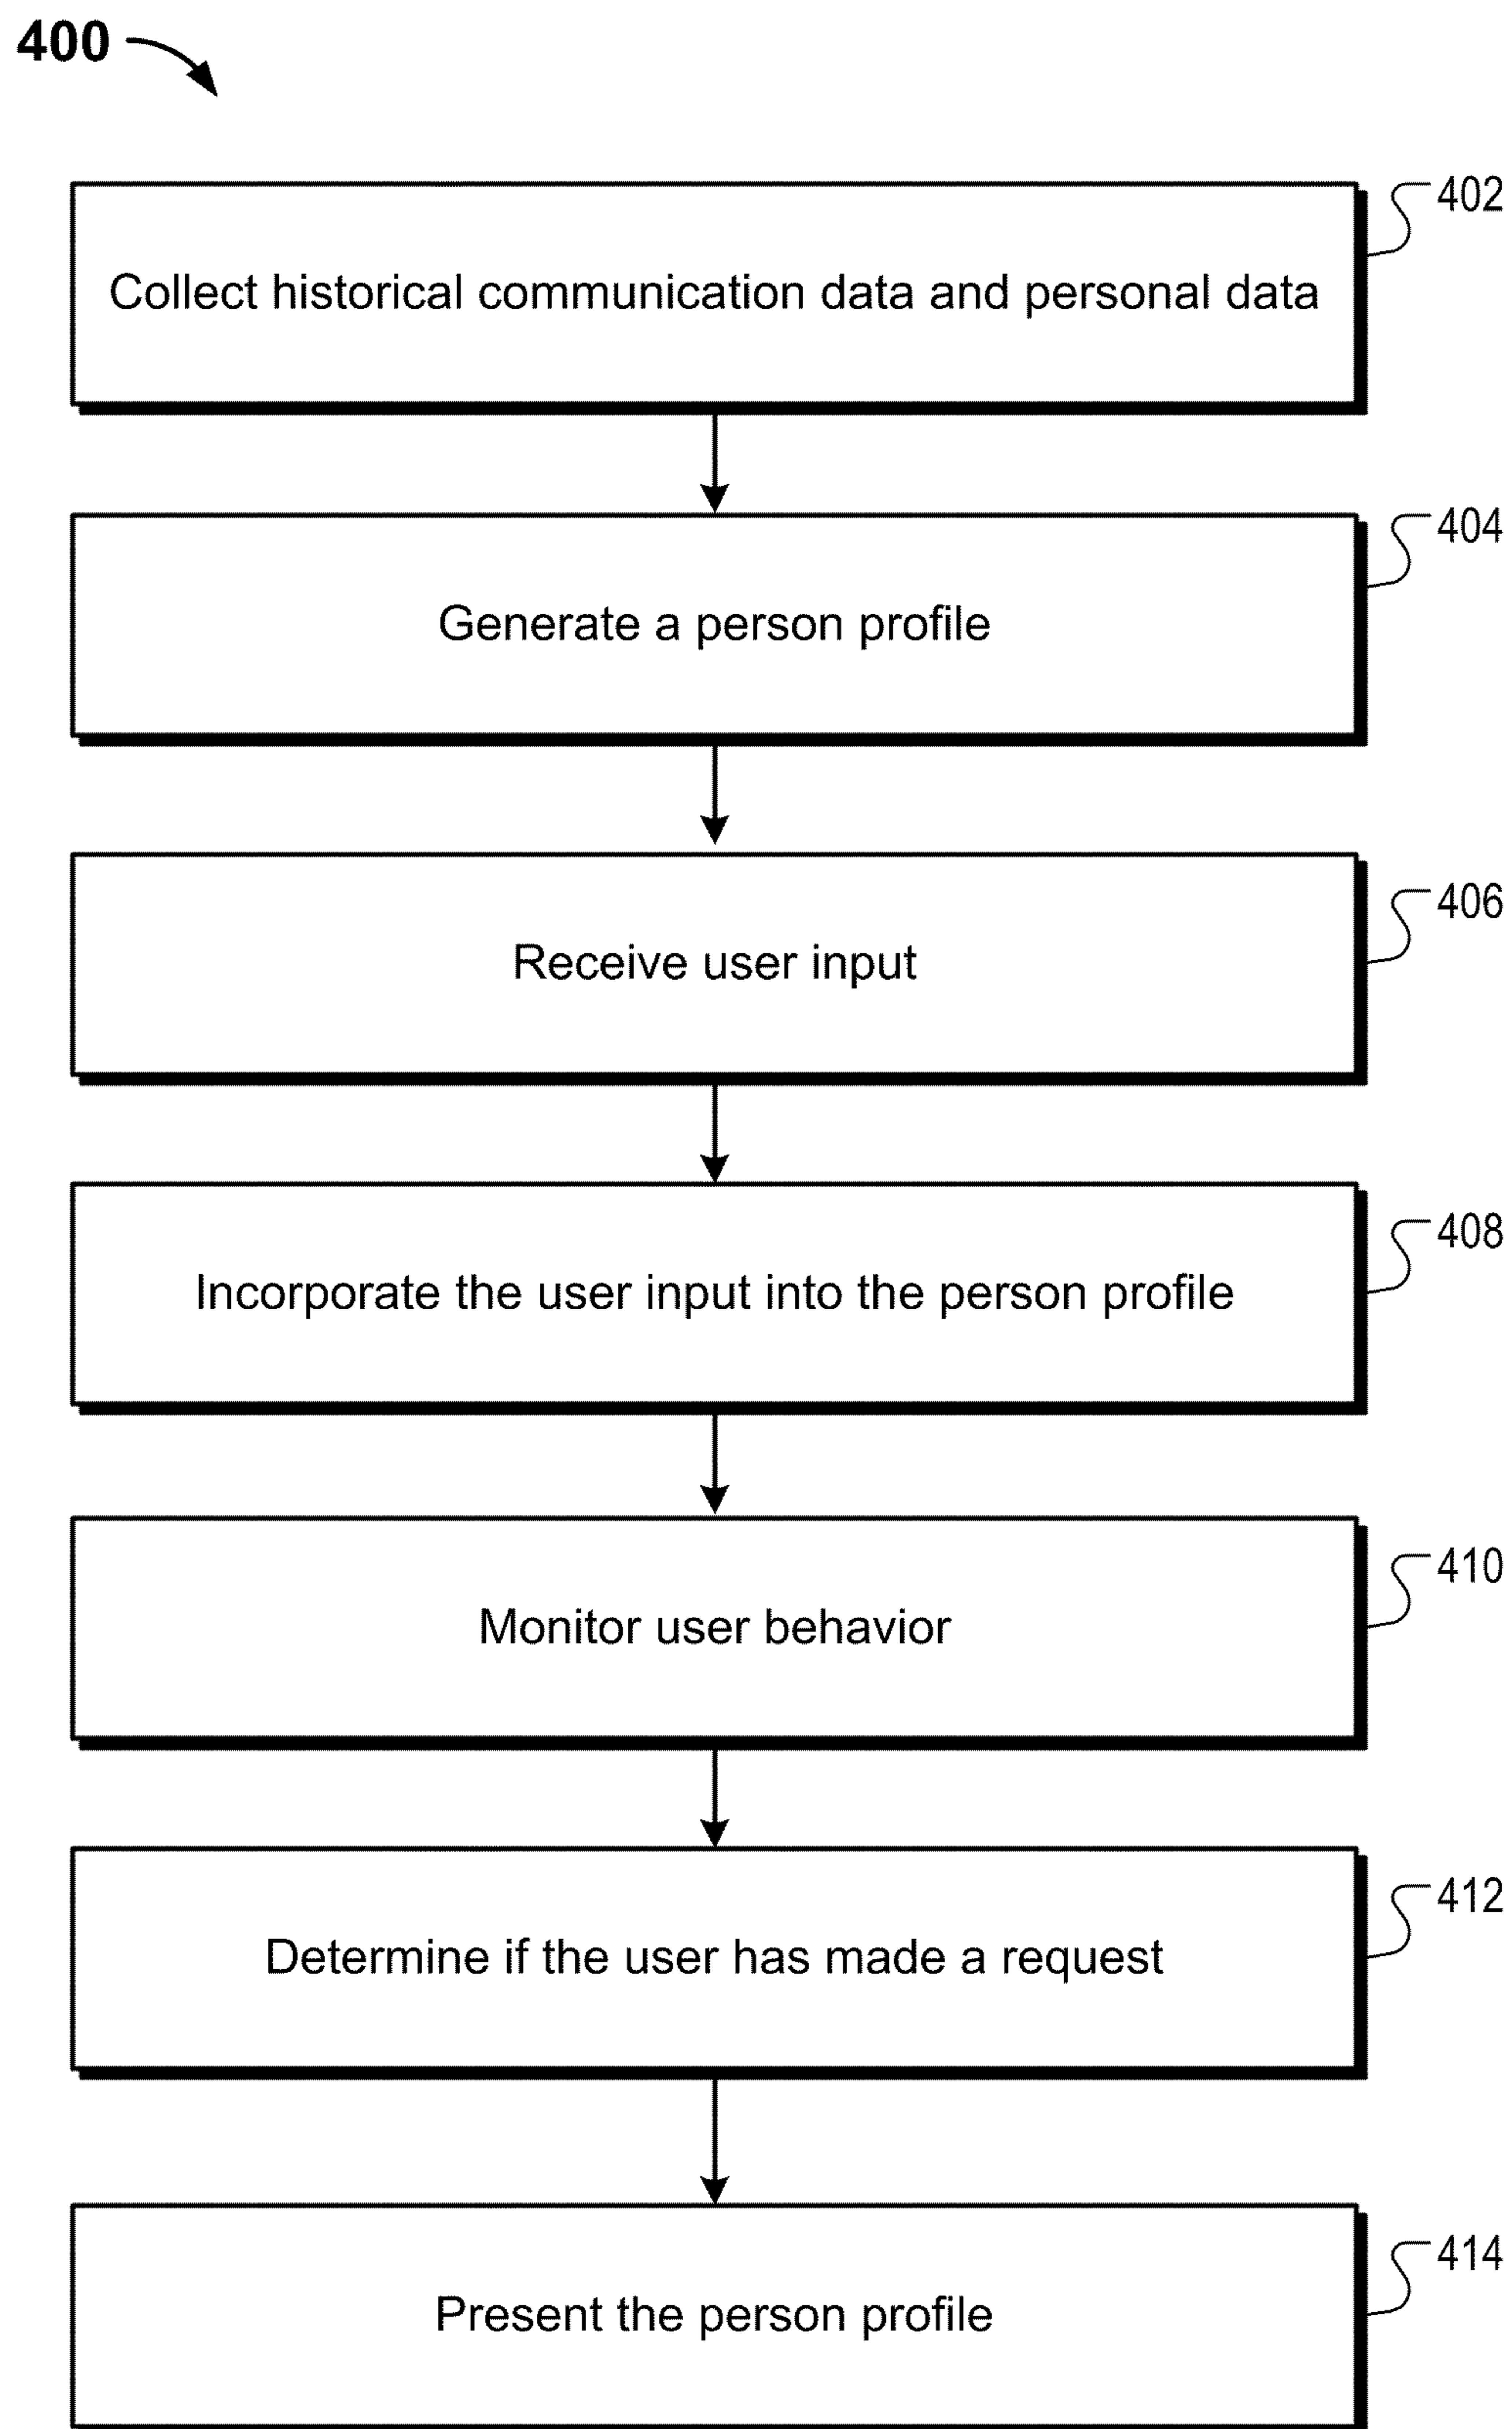 400
402
Collect historical communication data and personal data
404
Generate a person profile
406
Receive user input
408
Incorporate the user input into the person profile
410
Monitor user behavior
412
Determine if the user has made a request
414
Present the person profile